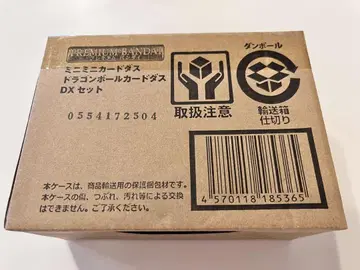 PREMIUM BANDAI
ミニミニカードダス
ドラゴンボールカードダス
DXセット
0554172504
取扱注意
ダンボール
輸送箱
仕切り
本ケースは、商品輸送用の保護梱包材です。
本ケースの傷、つぶれ、汚れ等による交換
はできません。ご了承ください。
4 570118 185365